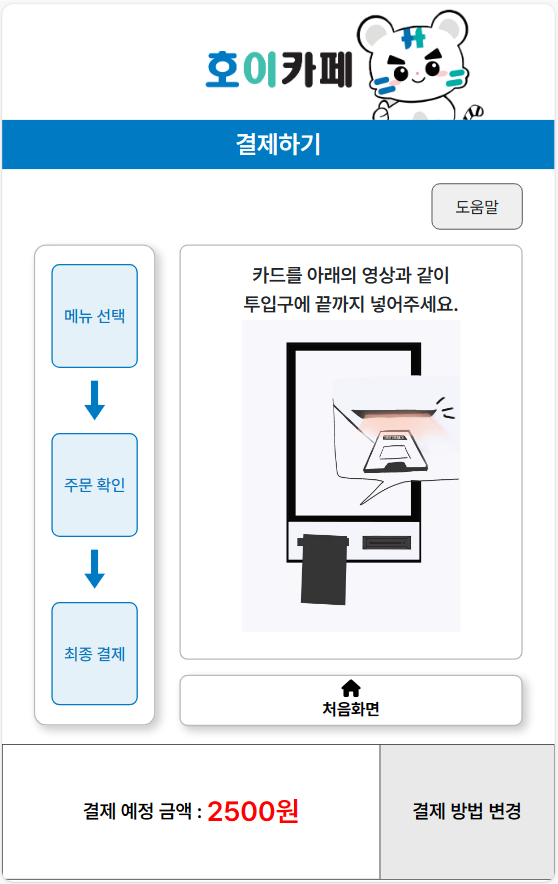 호이카페
결제하기
도움말
메뉴 선택
주문 확인
최종 결제
카드를 아래의 영상과 같이
투입구에 끝까지 넣어주세요.
처음화면
결제 예정 금액 : 2500원
결제 방법 변경